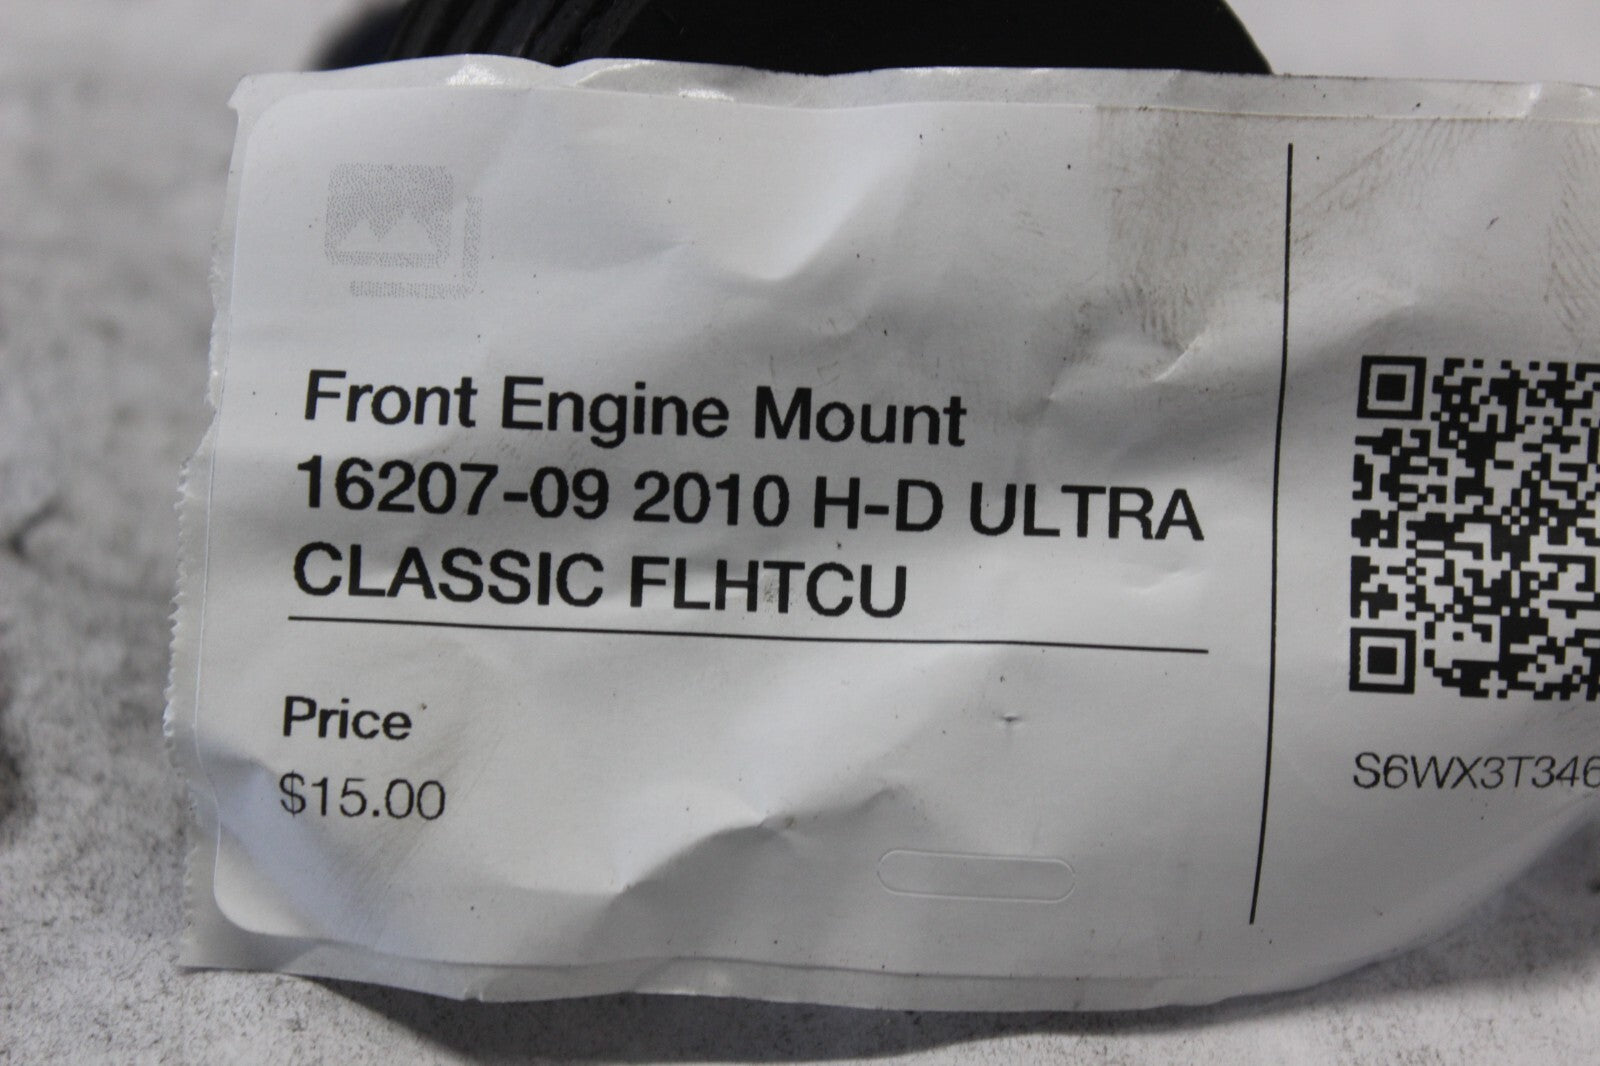 Front Engine Mount
16207-09 2010 H-D ULTRA
CLASSIC FLHTCU
Price
$15.00
S6WX3T346